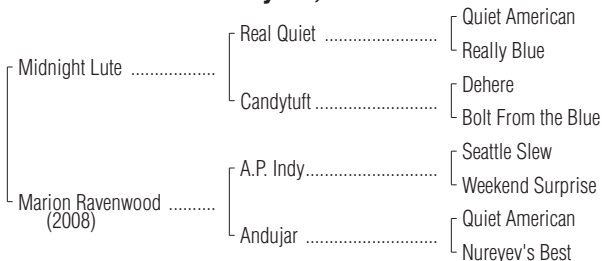 Quiet American
Real Quiet ........................
Really Blue
Midnight Lute ..................
Dehere
Candytuft ..........................
Bolt From the Blue
Seattle Slew
A.P. Indy............................
Weekend Surprise
Marion Ravenwood ..........
(2008)
Quiet American
Andujar ............................
Nureyev's Best